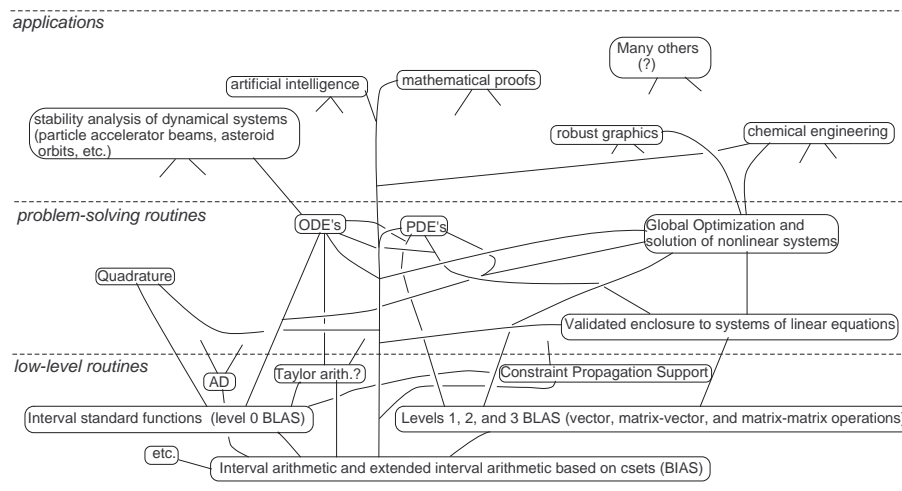 applications
Many others
(?)
artificial intelligence
mathematical proofs
stability analysis of dynamical systems
(particle accelerator beams, asteroid
orbits, etc.)
robust graphics
chemical engineering
problem-solving routines
ODE's
PDE's
Global Optimization and
solution of nonlinear systems
Quadrature
Validated enclosure to systems of linear equations
low-level routines
AD
Taylor arith.?
Constraint Propagation Support
Interval standard functions (level 0 BLAS)
Levels 1, 2, and 3 BLAS (vector, matrix-vector, and matrix-matrix operations)
etc.
Interval arithmetic and extended interval arithmetic based on csets (BIAS)